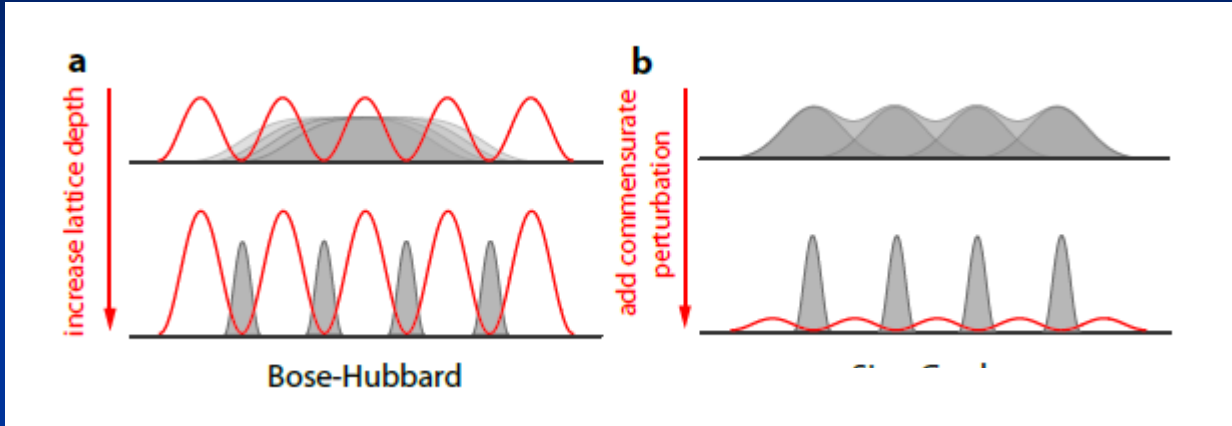 a
increase lattice depth
Bose-Hubbard
b
add commensurate
perturbation